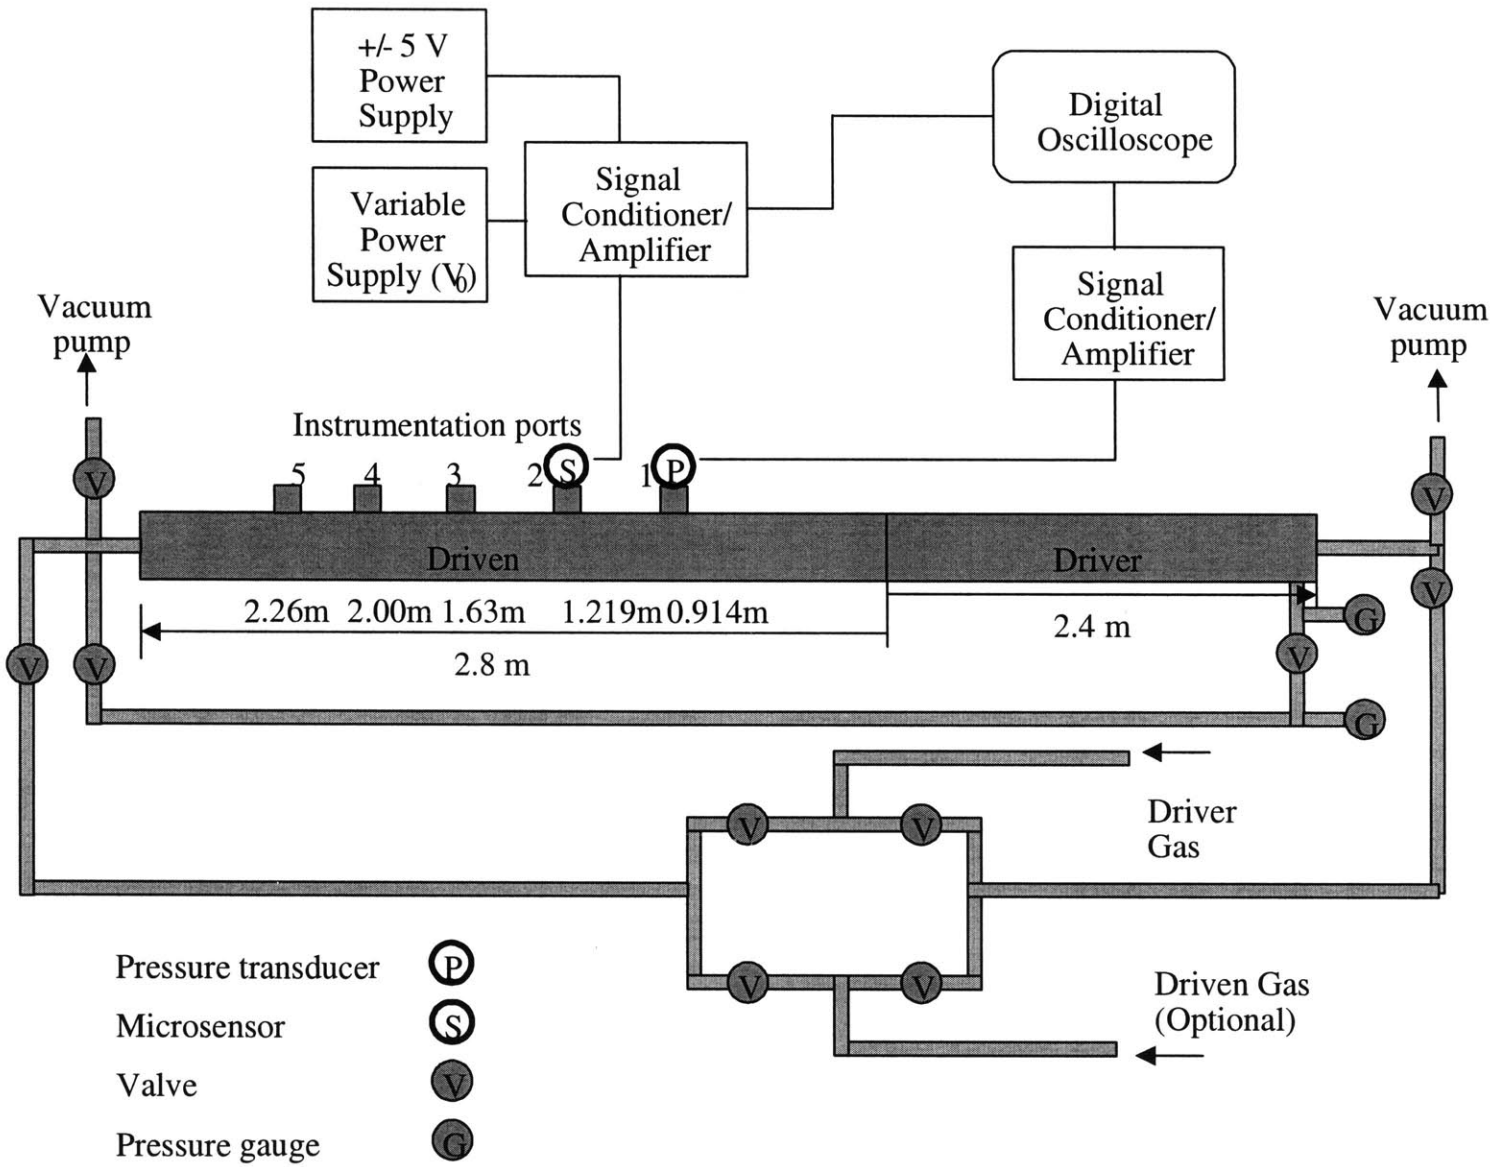 +/- 5 V
Power
Supply
Digital
Oscilloscope
Signal
Conditioner/
Amplifier
Variable
Power
Supply (V0)
Signal
Conditioner/
Amplifier
Vacuum
pump
Vacuum
pump
Instrumentation ports
5 4 3 2 S 1 P
V
V
Driven
Driver
V
2.26m 2.00m 1.63m 1.219m 0.914m
2.4 m
G
2.8 m
V
V
V
G
Driver
Gas
V
V
V
V
Driven Gas
(Optional)
Pressure transducer P
Microsensor S
Valve V
Pressure gauge G